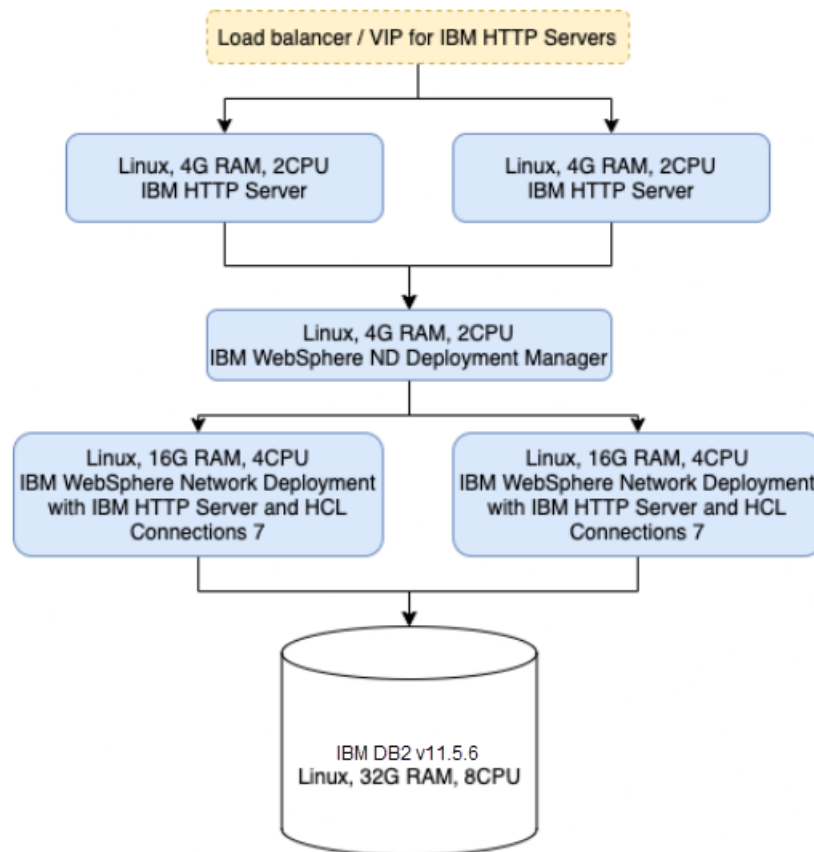 Load balancer / VIP for IBM HTTP Servers
Linux, 4G RAM, 2CPU
IBM HTTP Server
Linux, 4G RAM, 2CPU
IBM HTTP Server
Linux, 4G RAM, 2CPU
IBM WebSphere ND Deployment Manager
Linux, 16G RAM, 4CPU
IBM WebSphere Network Deployment
with IBM HTTP Server and HCL
Connections 7
Linux, 16G RAM, 4CPU
IBM WebSphere Network Deployment
with IBM HTTP Server and HCL
Connections 7
IBM DB2 v11.5.6
Linux, 32G RAM, 8CPU